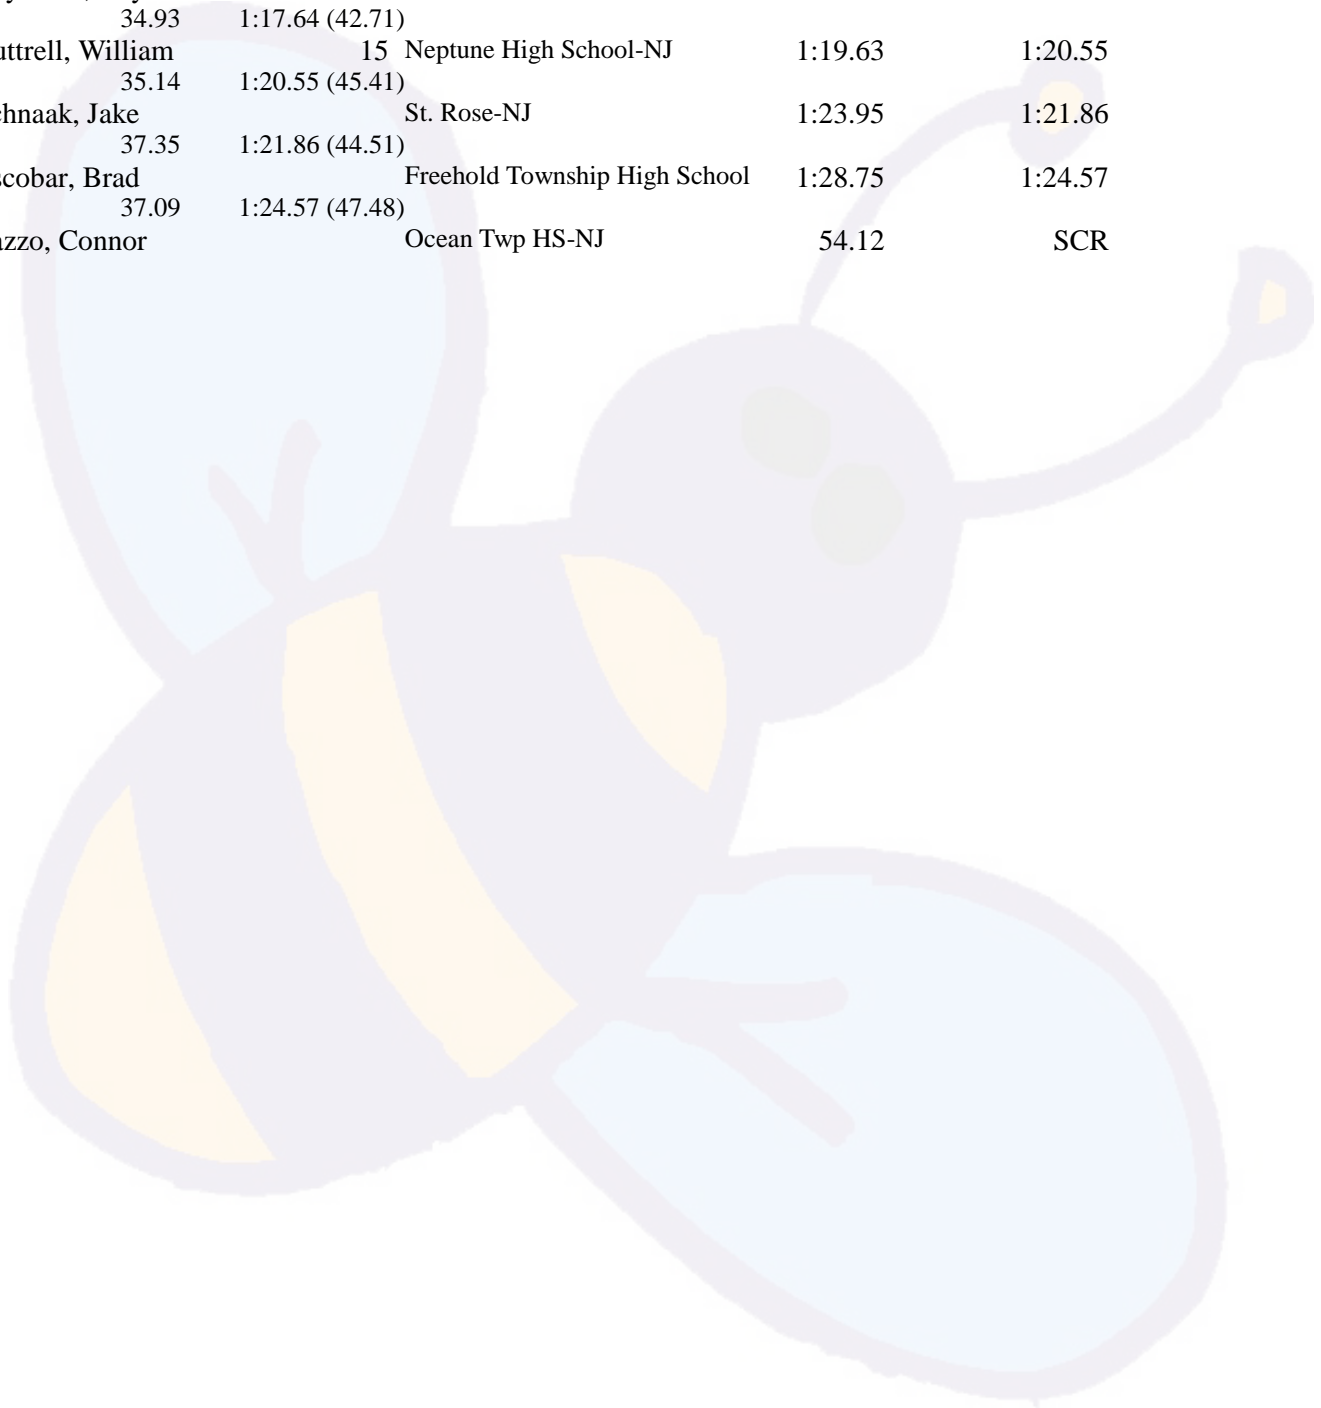 34.93 1:17.64 (42.71)
uttrell, William 15 Neptune High School-NJ 1:19.63 1:20.55
35.14 1:20.55 (45.41)
chnaak, Jake St. Rose-NJ 1:23.95 1:21.86
37.35 1:21.86 (44.51)
scobar, Brad Freehold Township High School 1:28.75 1:24.57
37.09 1:24.57 (47.48)
azzo, Connor Ocean Twp HS-NJ 54.12 SCR